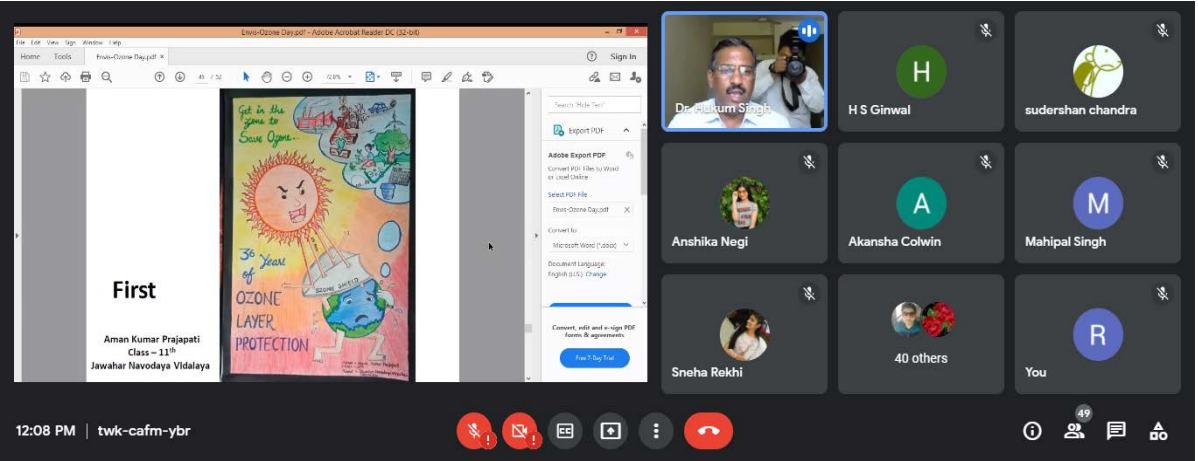 Envis-Ozone Day.pdf - Adobe Acrobat Reader DC (32-bit)
File Edit View Sign Window Help
Home Tools Envis-Ozone Day.pdf ×
Sign In
Get in the
zone to
Save Ozone..
36 Years
of
OZONE
LAYER
PROTECTION
OZONE SHIELD
First
Aman Kumar Prajapati
Class – 11th
Jawahar Navodaya Vidalaya
Search 'Hide Text'
Export PDF
Adobe Export PDF
Convert PDF Files to Word
or Excel Online
Select PDF File
Envis-Ozone Day.pdf X
Convert to
Microsoft Word (*.docx)
Document Language:
English (U.S.) Change
Convert, edit and e-sign PDF
forms & agreements
Free 7-Day Trial
Dr. Hukum Singh
H
H S Ginwal
sudershan chandra
Anshika Negi
A
Akansha Colwin
M
Mahipal Singh
Sneha Rekhi
40 others
R
You
12:08 PM | twk-cafm-ybr
CC
49